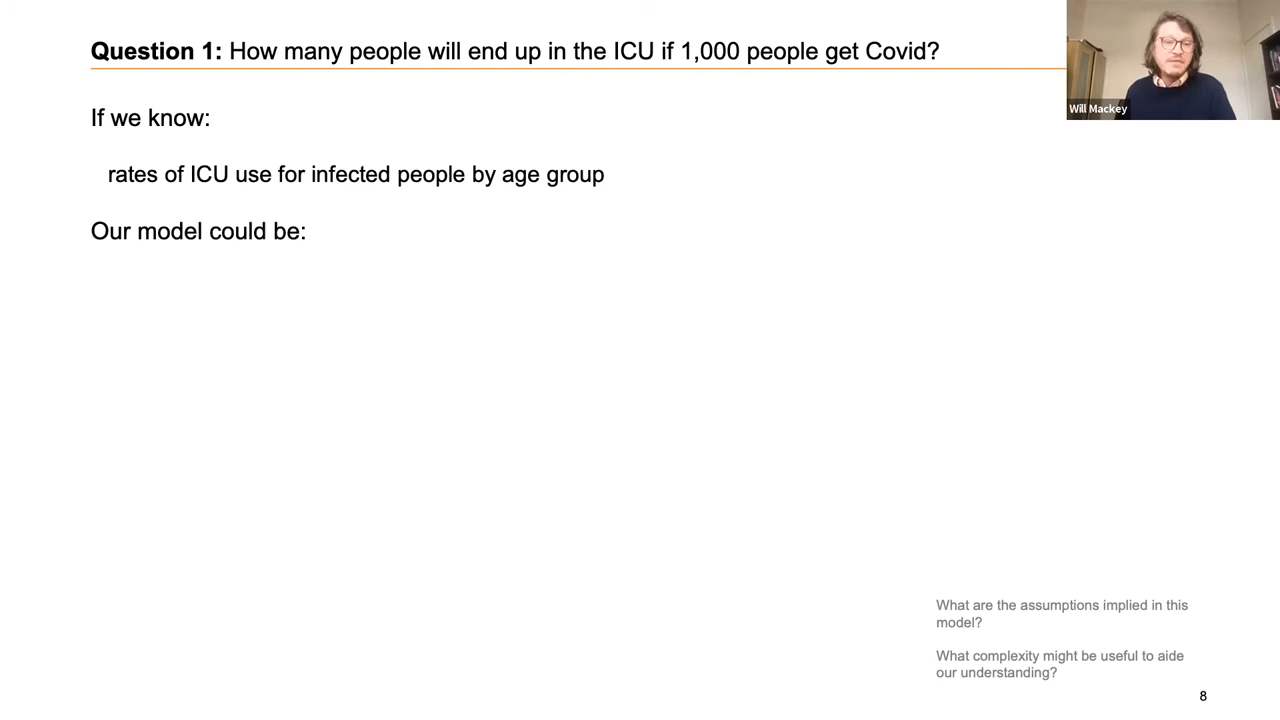 Question 1: How many people will end up in the ICU if 1,000 people get Covid?
Will Mackey
If we know:
rates of ICU use for infected people by age group
Our model could be:
What are the assumptions implied in this
model?
What complexity might be useful to aide
our understanding?
8